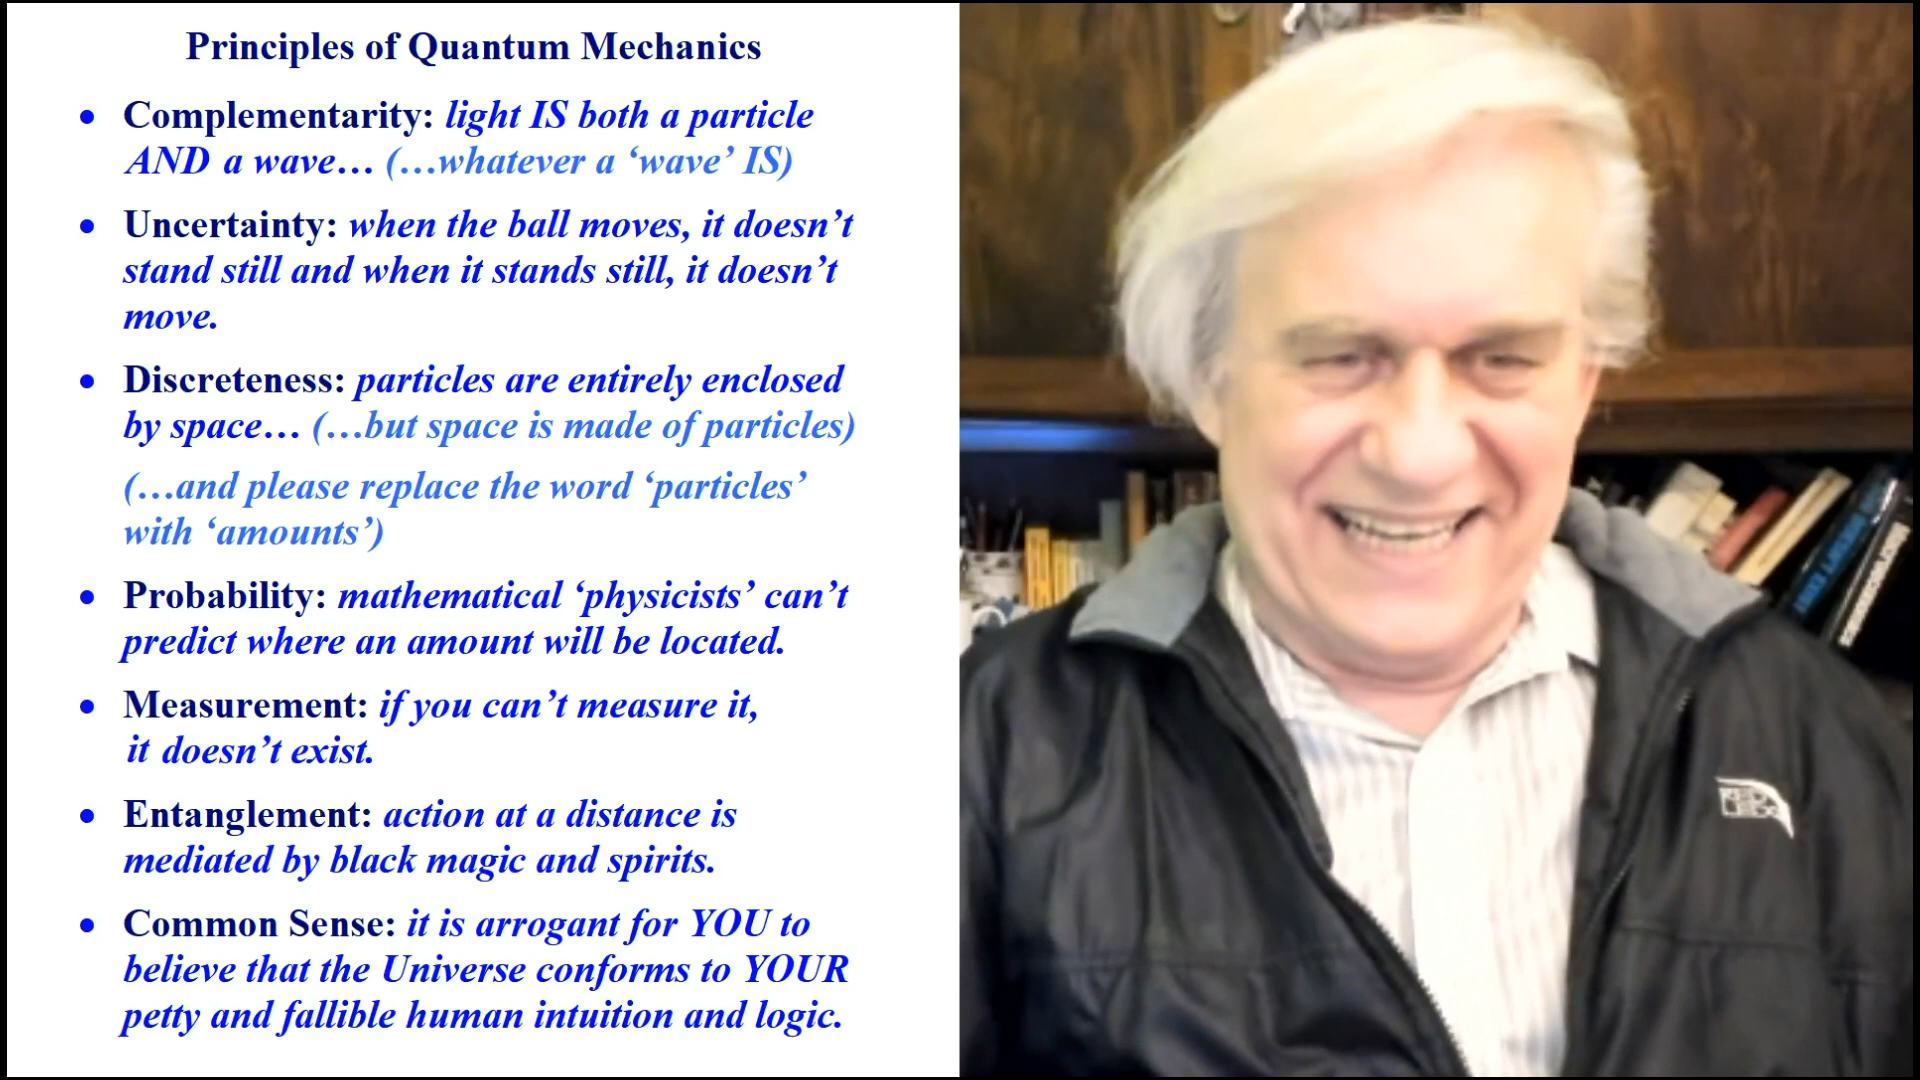 Principles of Quantum Mechanics
• Complementarity: light IS both a particle
AND a wave… (…whatever a ‘wave’ IS)
• Uncertainty: when the ball moves, it doesn’t
stand still and when it stands still, it doesn’t
move.
• Discreteness: particles are entirely enclosed
by space… (…but space is made of particles)
(…and please replace the word ‘particles’
with ‘amounts’)
• Probability: mathematical ‘physicists’ can’t
predict where an amount will be located.
• Measurement: if you can’t measure it,
it doesn’t exist.
• Entanglement: action at a distance is
mediated by black magic and spirits.
• Common Sense: it is arrogant for YOU to
believe that the Universe conforms to YOUR
petty and fallible human intuition and logic.